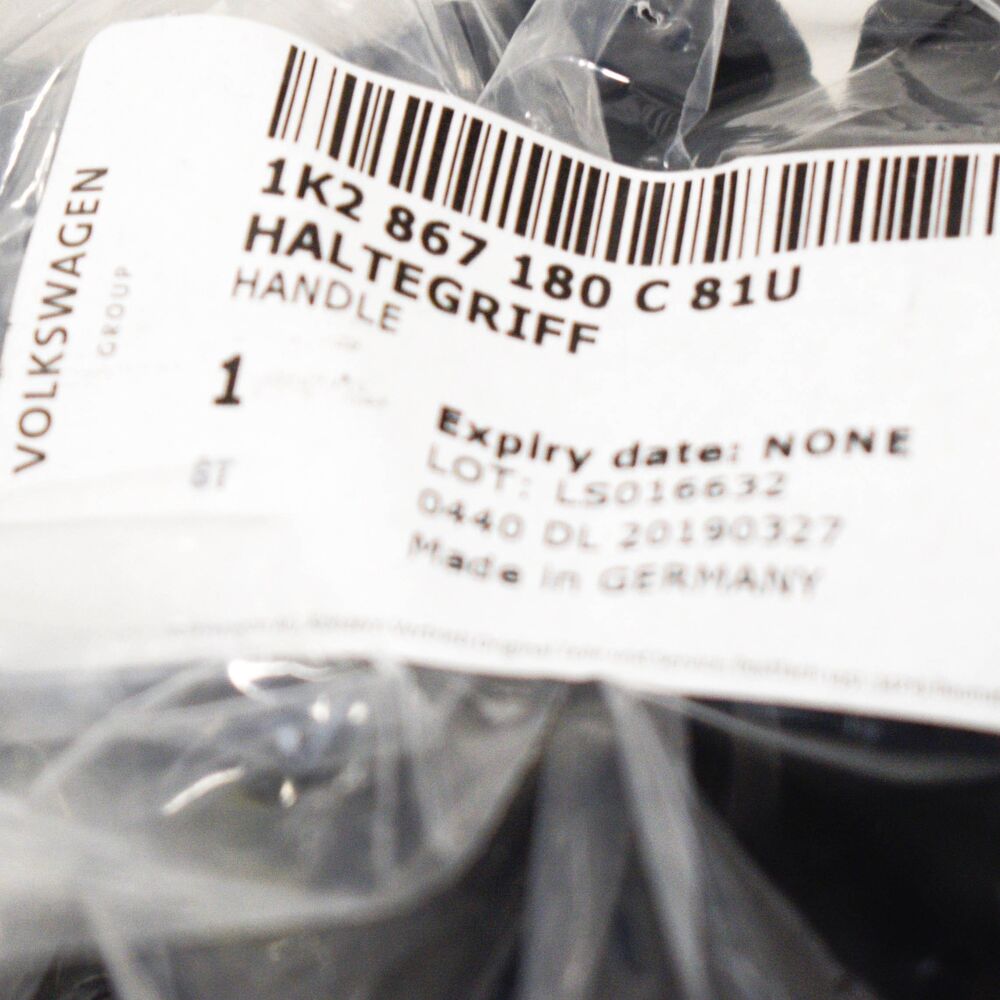 VOLKSWAGEN
GROUP
1K2 867 180 C 81U
HALTEGRIFF
HANDLE
1
ST
Expiry date: NONE
LOT: LS016632
0440 DL 20190327
Made in GERMANY